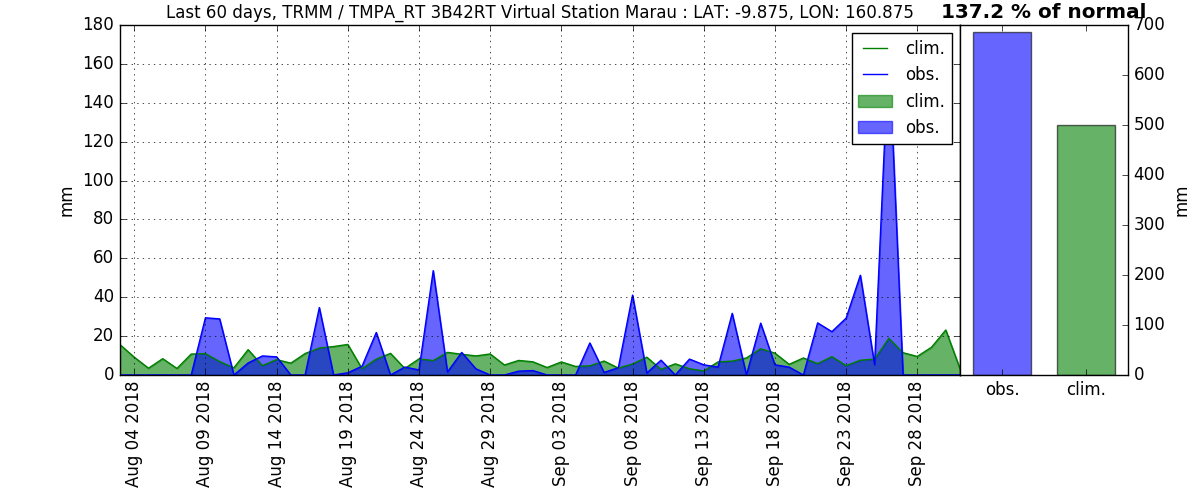 Last 60 days, TRMM / TMPA_RT 3B42RT Virtual Station Marau : LAT: -9.875, LON: 160.875
137.2 % of normal
180
160
140
120
100
80
60
40
20
0
mm
clim.
obs.
clim.
obs.
700
600
500
400
300
200
100
0
mm
Aug 04 2018
Aug 09 2018
Aug 14 2018
Aug 19 2018
Aug 24 2018
Aug 29 2018
Sep 03 2018
Sep 08 2018
Sep 13 2018
Sep 18 2018
Sep 23 2018
Sep 28 2018
obs.
clim.